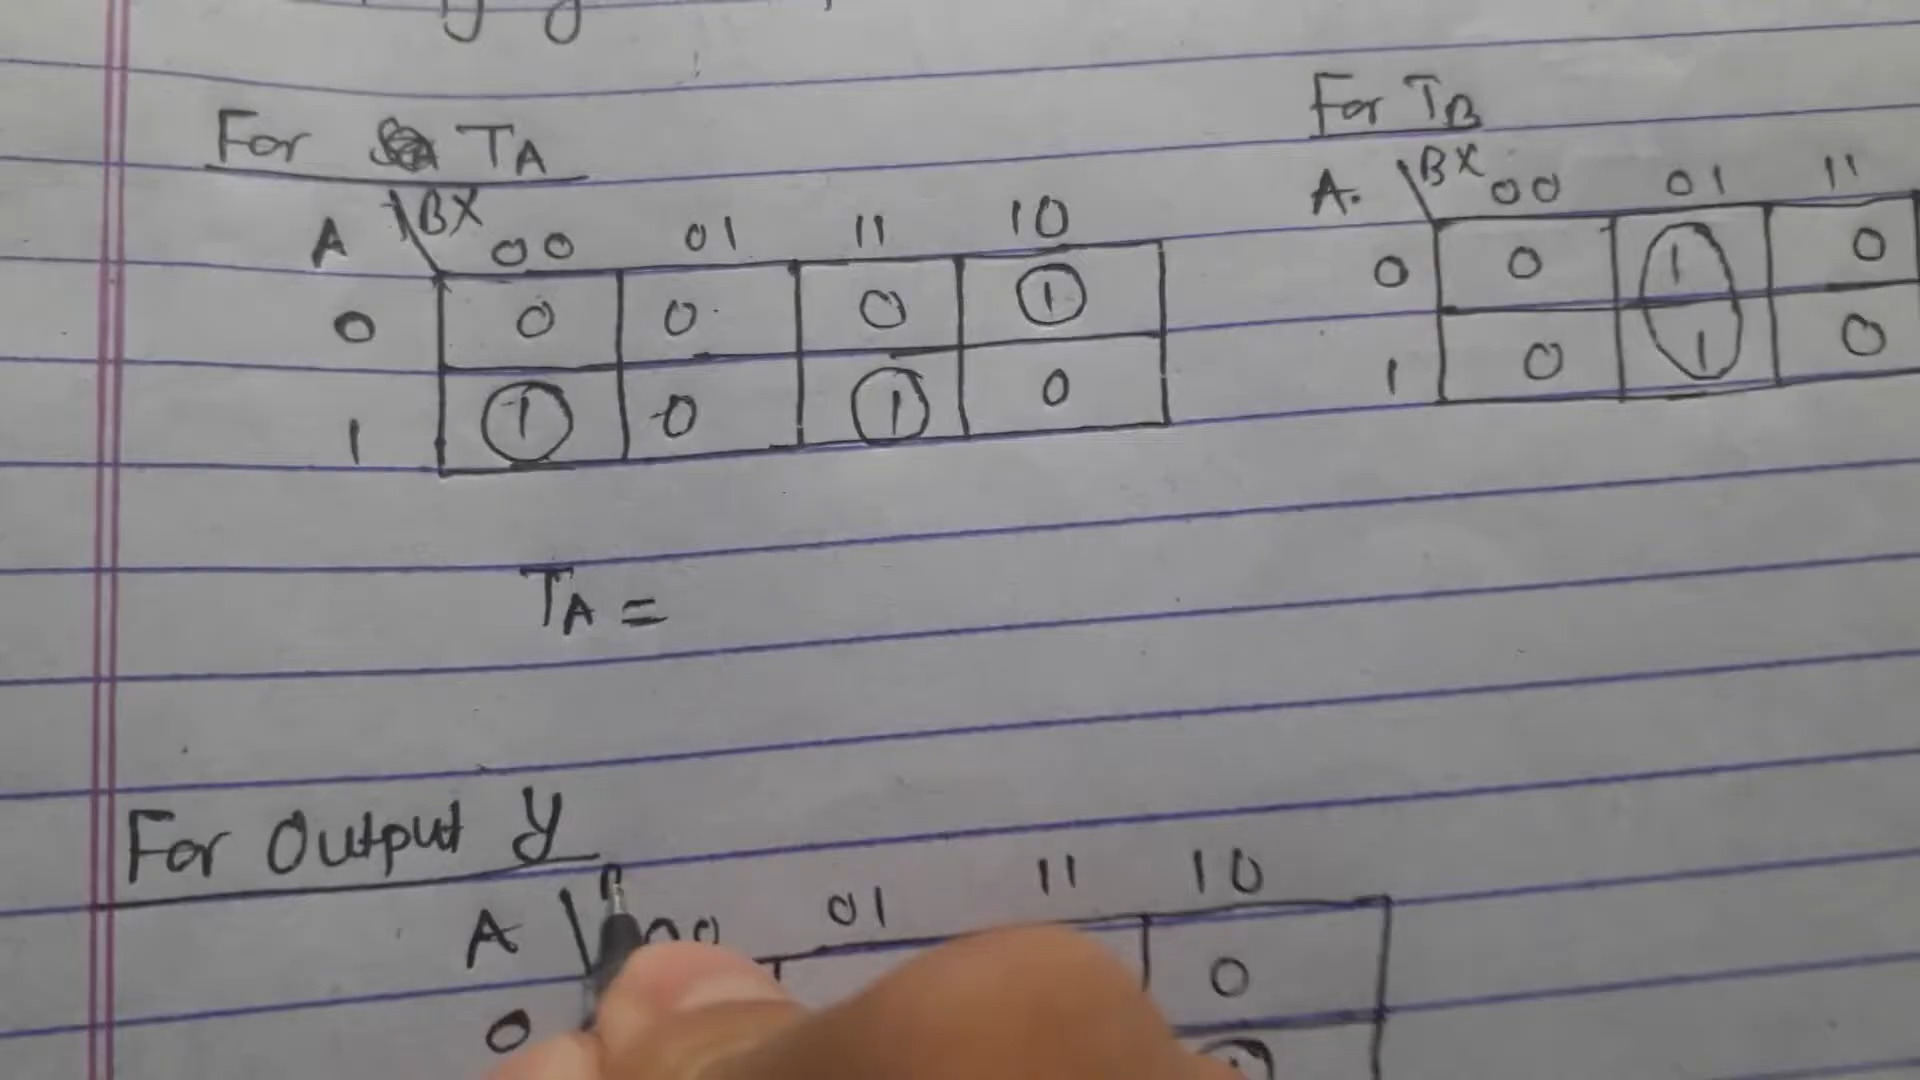 For TA
A \ BX 00 01 11 10
0 0 0 0 1
1 1 0 1 0
For TB
A. \ BX 00 01 11
0 0 1 0
1 0 1 0
TA =
For Output Y
A \ 00 01 11 10
0 0